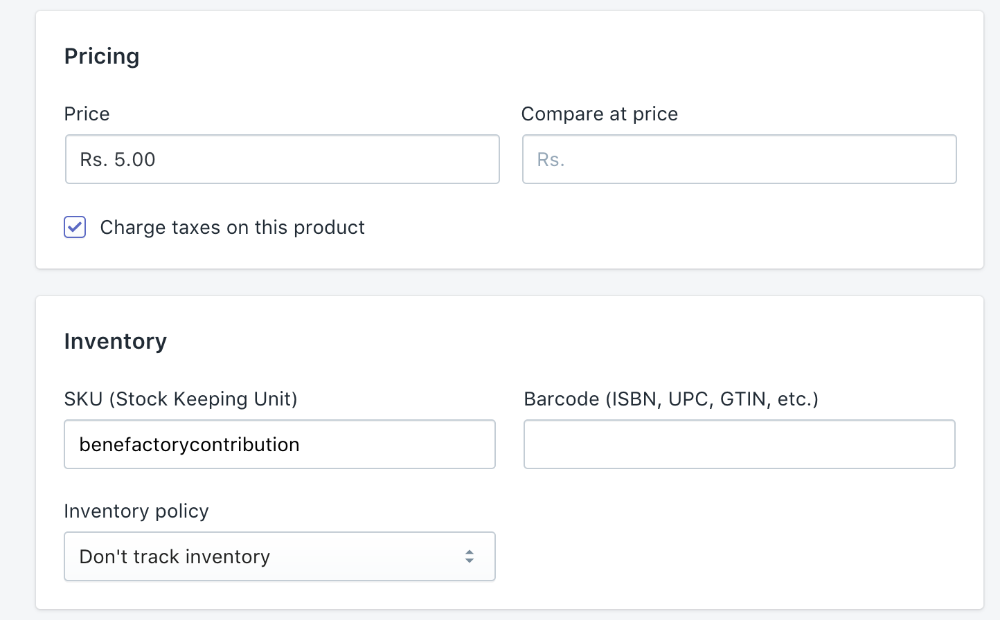 Pricing
Price
Compare at price
Rs. 5.00
Rs.
Charge taxes on this product
Inventory
SKU (Stock Keeping Unit)
Barcode (ISBN, UPC, GTIN, etc.)
benefactorycontribution
Inventory policy
Don't track inventory